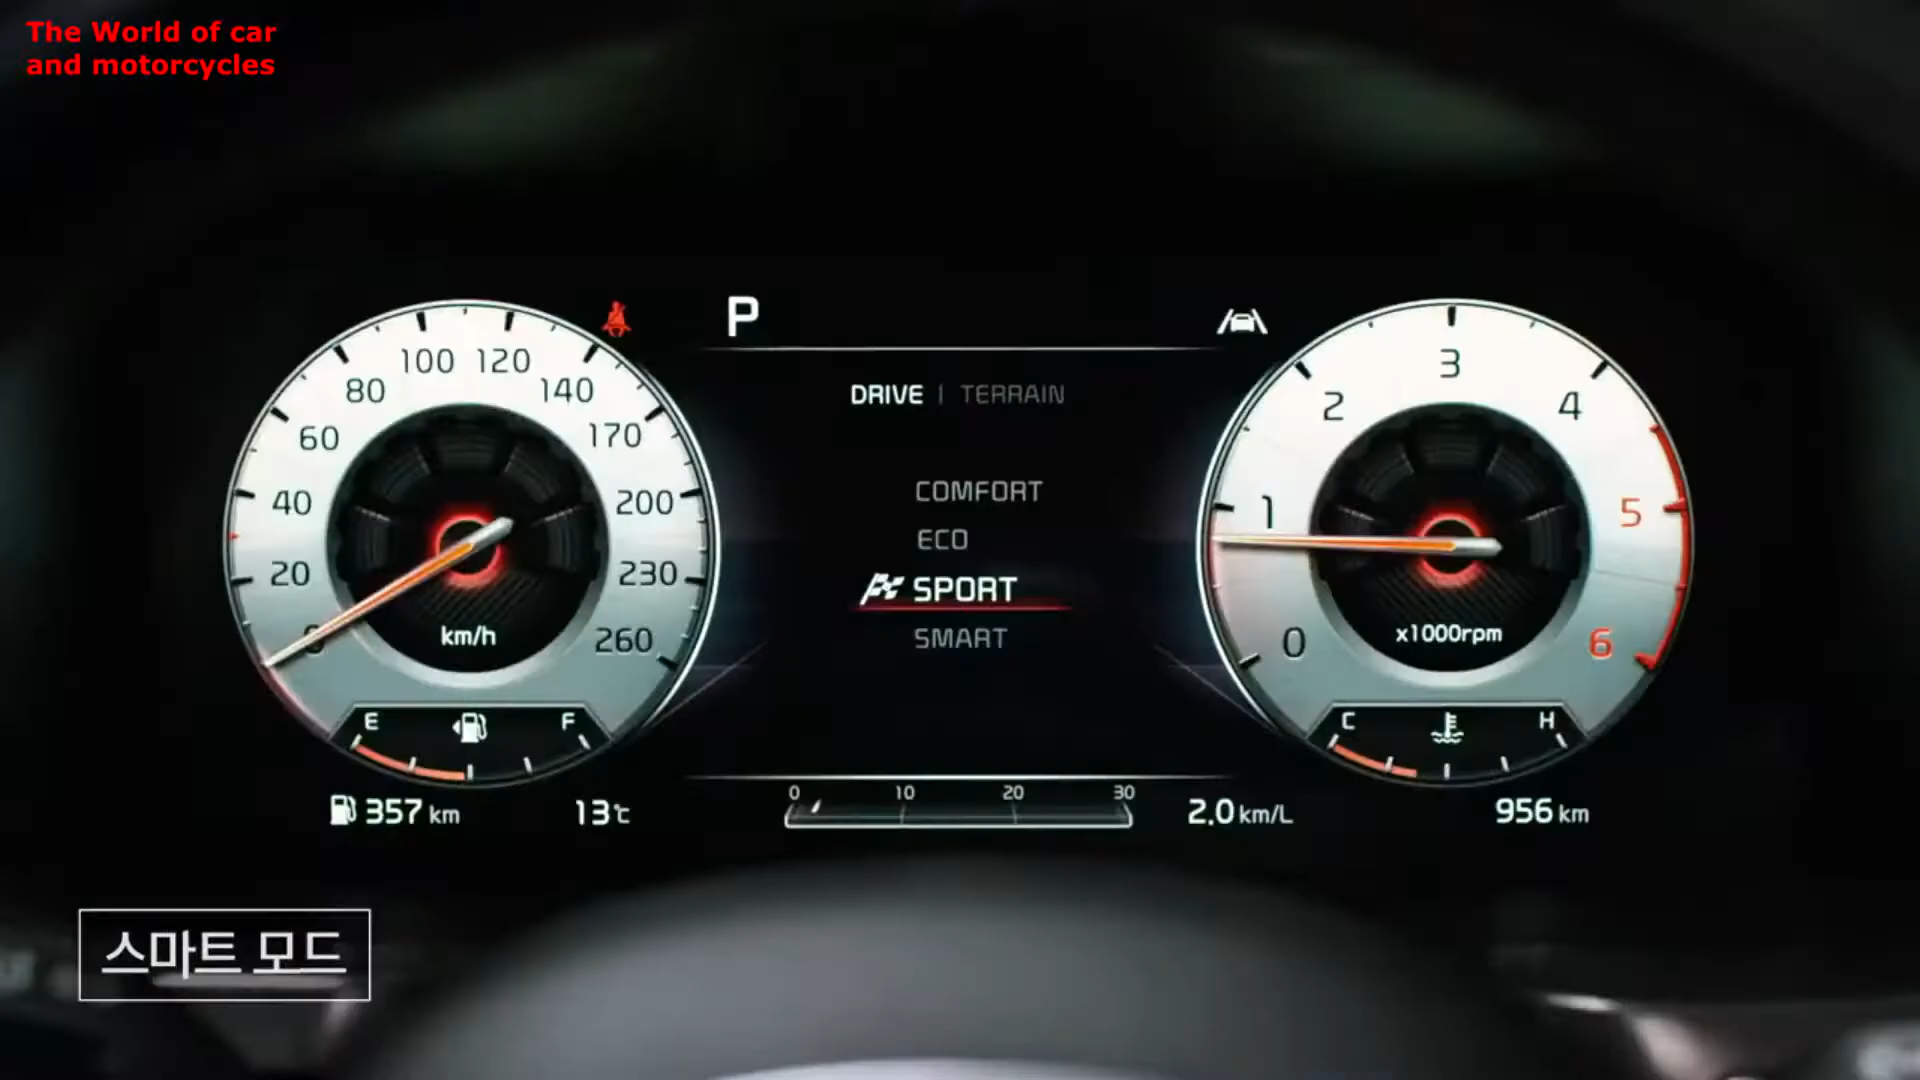 The World of car
and motorcycles
P
100 120
80 140
60 170
40 200
20 230
0 260
km/h
E F
357 km 13℃
DRIVE | TERRAIN
COMFORT
ECO
SPORT
SMART
0 10 20 30
2.0 km/L
3
2 4
1 5
0 6
x1000rpm
C H
956 km
스마트 모드